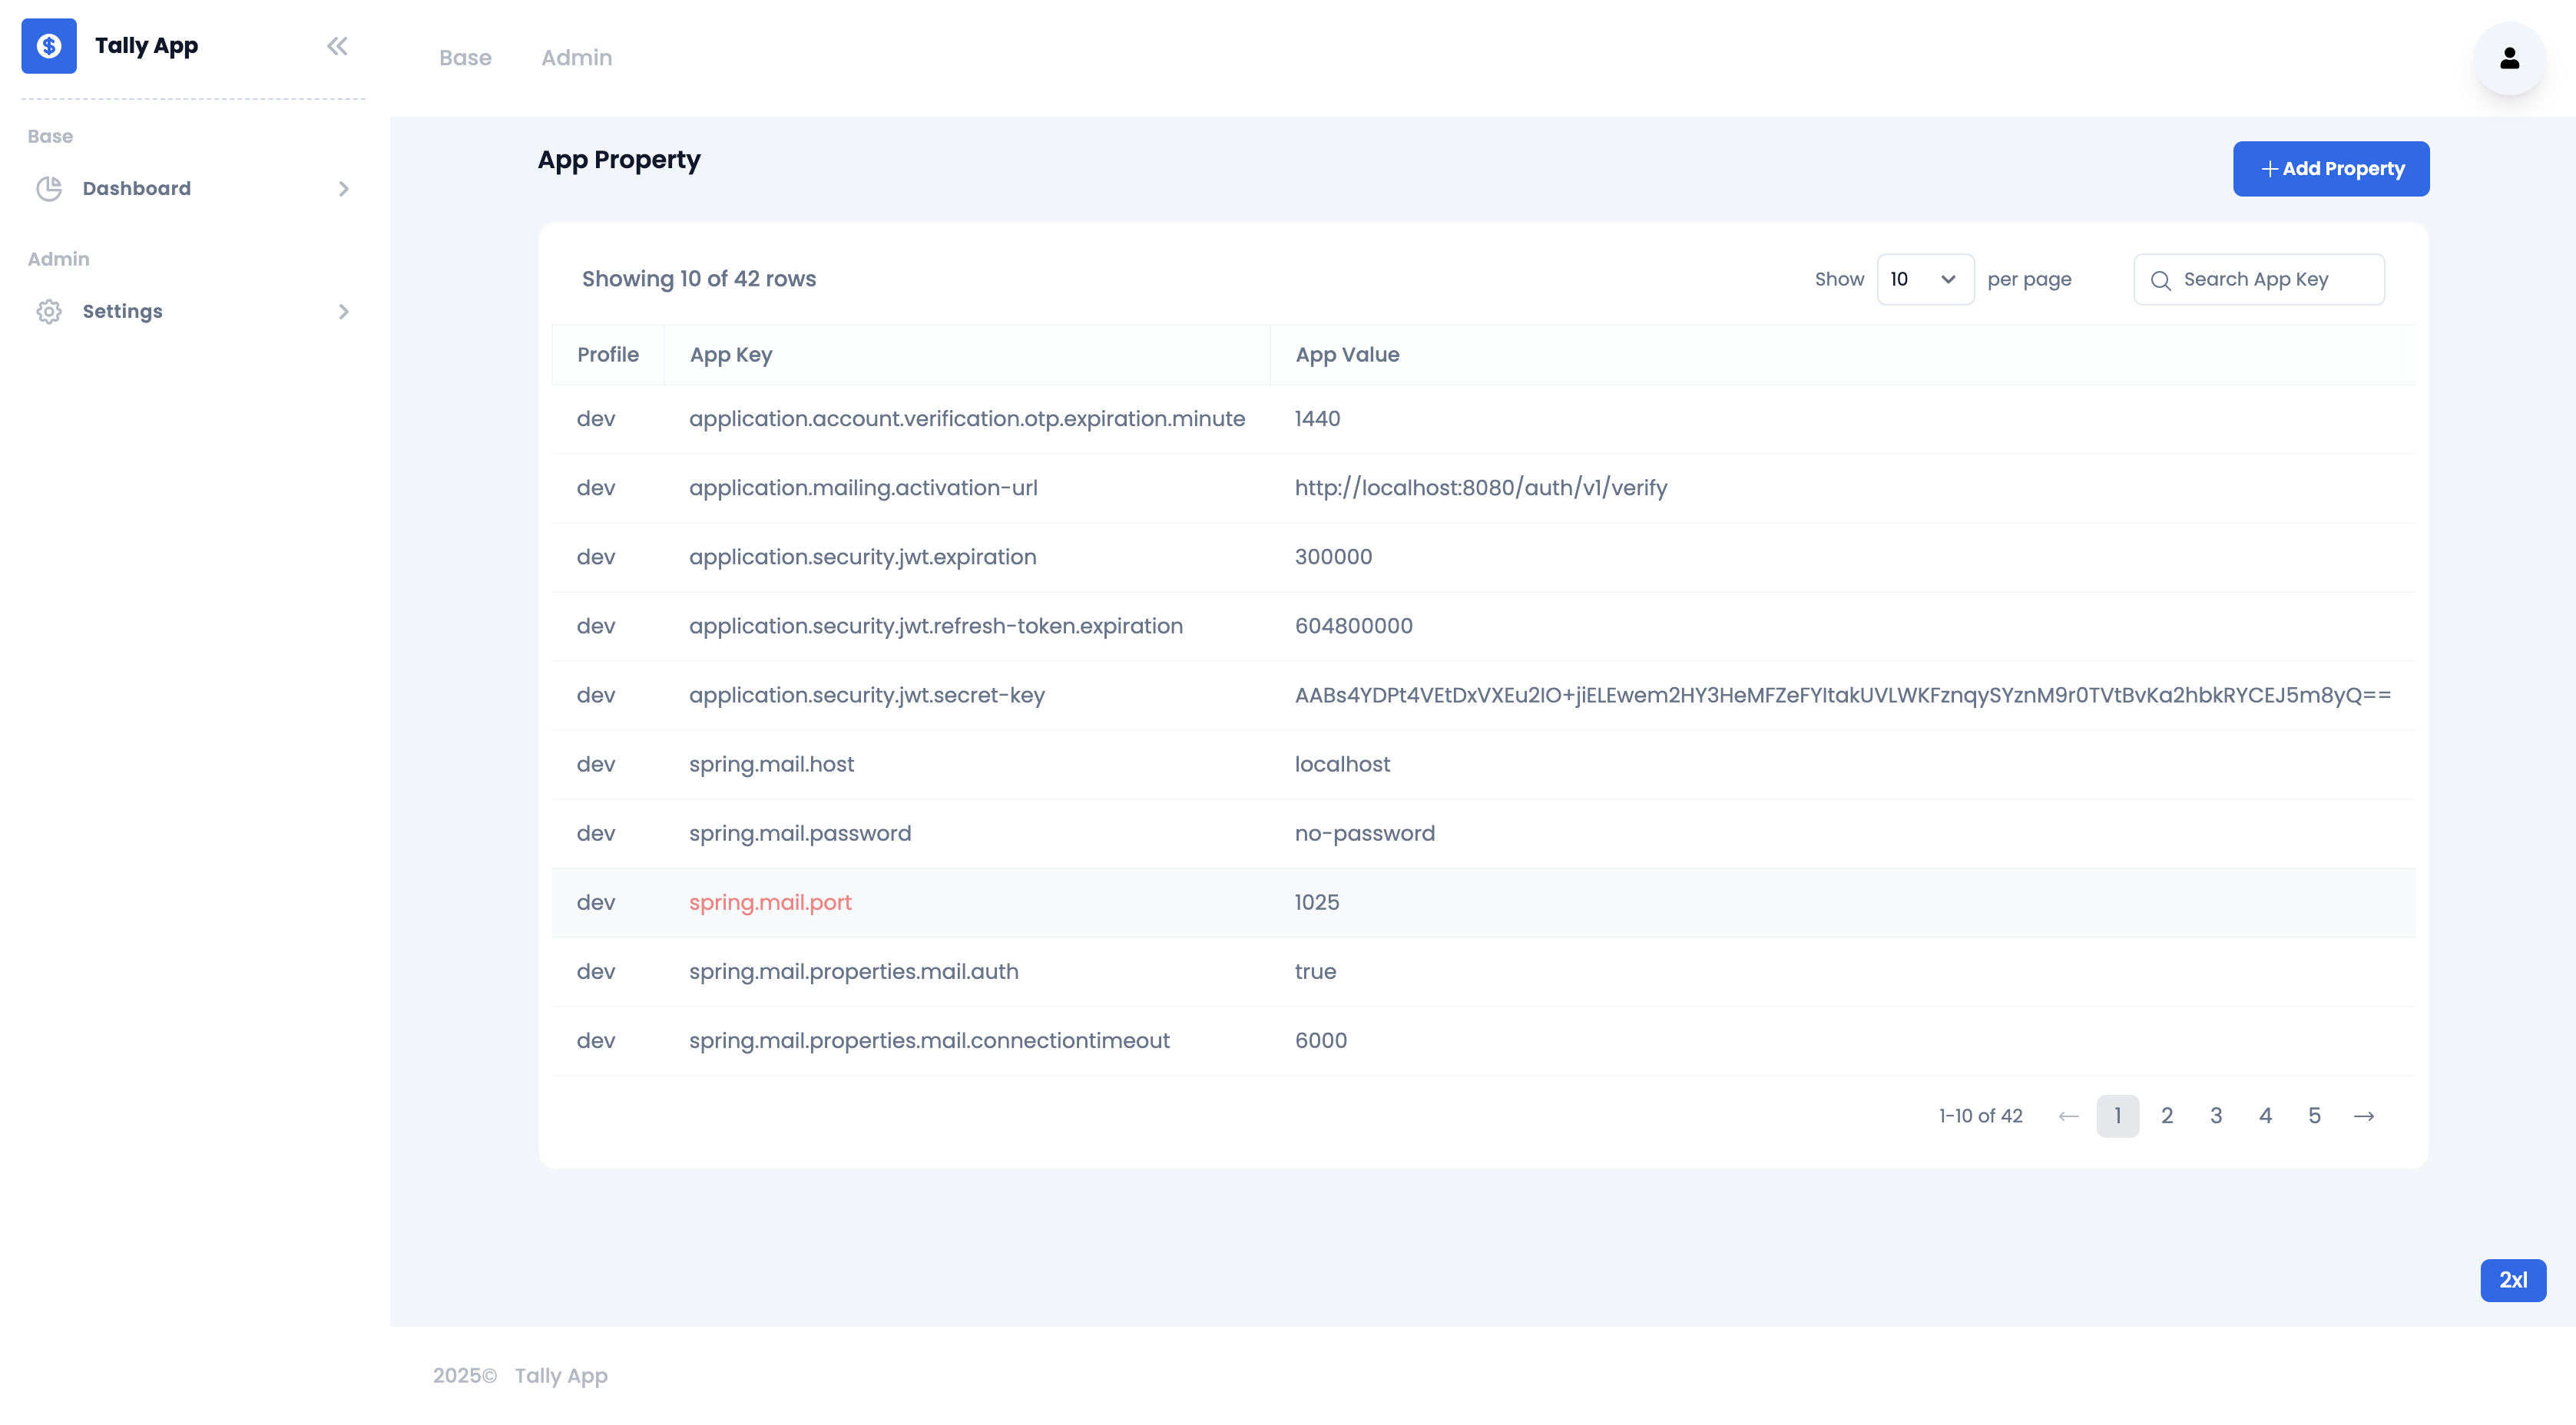 Tally App
Base Admin
Base
Dashboard
Admin
Settings
App Property
Add Property
Showing 10 of 42 rows
Show 10 per page
Search App Key
Profile App Key App Value
dev application.account.verification.otp.expiration.minute 1440
dev application.mailing.activation-url http://localhost:8080/auth/v1/verify
dev application.security.jwt.expiration 300000
dev application.security.jwt.refresh-token.expiration 604800000
dev application.security.jwt.secret-key AABs4YDPt4VEtDxVXEu2IO+jiELEwem2HY3HeMFZeFYItakUVLWKFznqySYznM9r0TVtBvKa2hbkRYCEJ5m8yQ==
dev spring.mail.host localhost
dev spring.mail.password no-password
dev spring.mail.port 1025
dev spring.mail.properties.mail.auth true
dev spring.mail.properties.mail.connectiontimeout 6000
1-10 of 42 ← 1 2 3 4 5 →
2xl
2025© Tally App